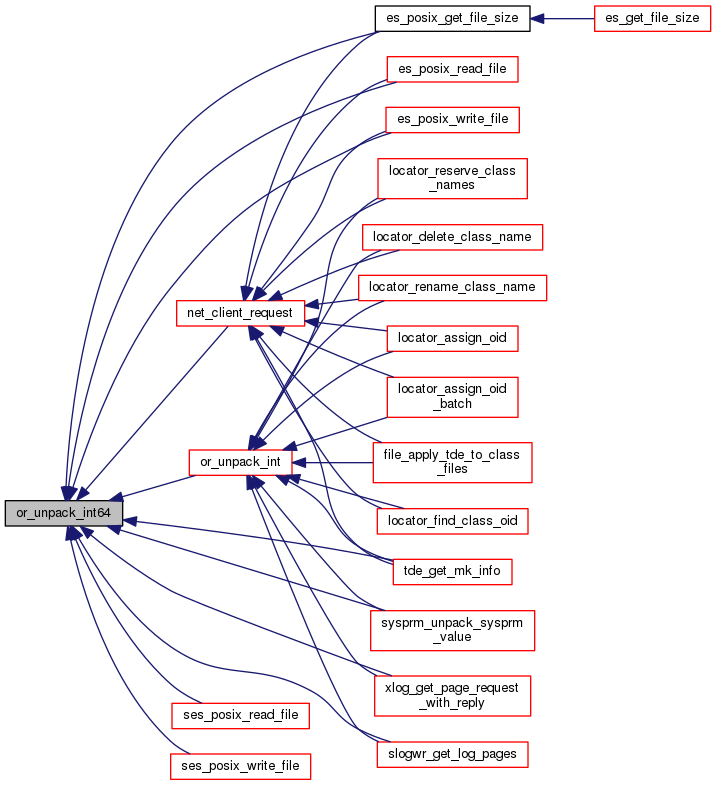 es_posix_get_file_size
es_get_file_size
es_posix_read_file
es_posix_write_file
locator_reserve_class
_names
locator_delete_class_name
locator_rename_class_name
net_client_request
locator_assign_oid
locator_assign_oid
_batch
file_apply_tde_to_class
_files
or_unpack_int
or_unpack_int64
locator_find_class_oid
tde_get_mk_info
sysprm_unpack_sysprm
_value
xlog_get_page_request
_with_reply
ses_posix_read_file
slogwr_get_log_pages
ses_posix_write_file